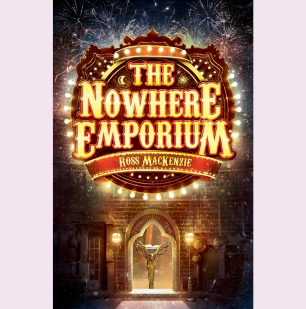 THE
NOWHERE
EMPORIUM
ROSS MACKENZIE